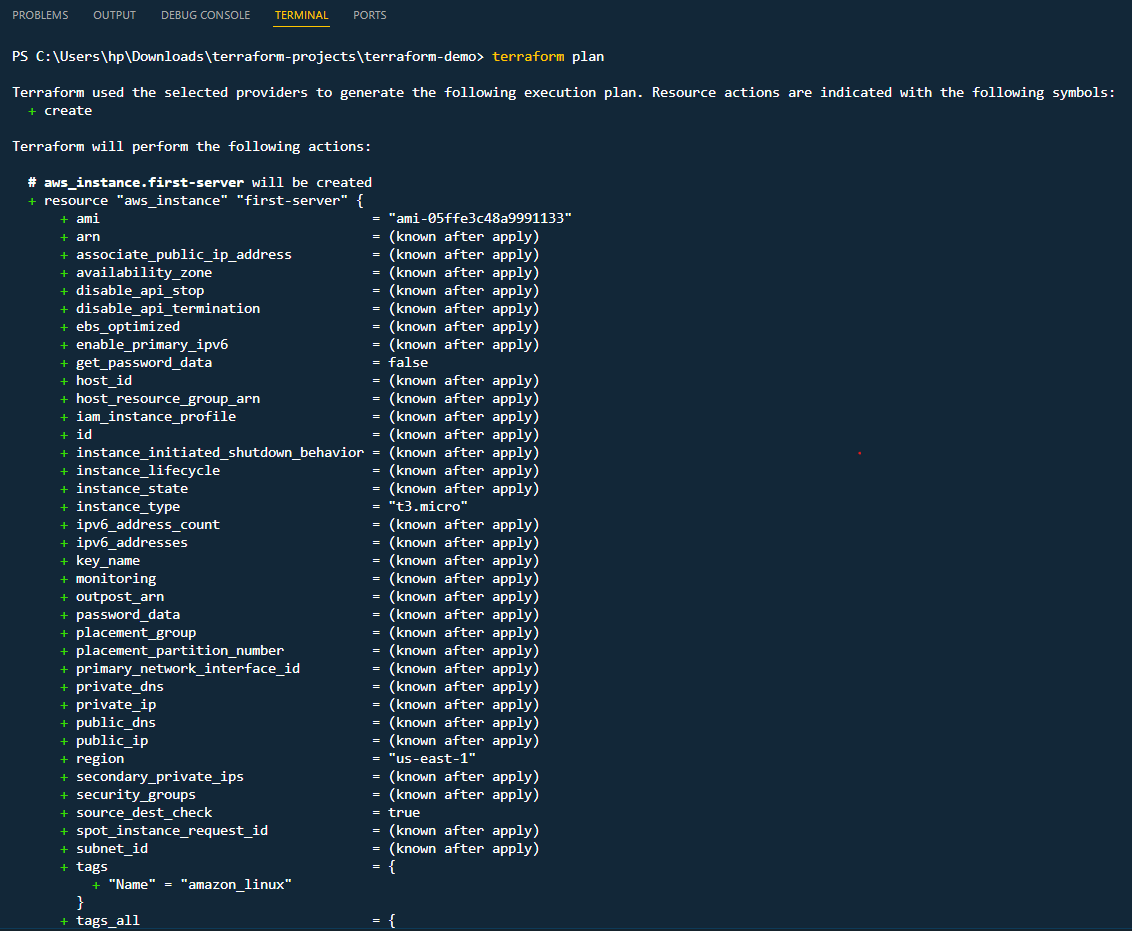 PROBLEMS OUTPUT DEBUG CONSOLE TERMINAL PORTS
PS C:\Users\hp\Downloads\terraform-projects\terraform-demo> terraform plan
Terraform used the selected providers to generate the following execution plan. Resource actions are indicated with the following symbols:
+ create
Terraform will perform the following actions:
# aws_instance.first-server will be created
+ resource "aws_instance" "first-server" {
+ ami = "ami-05ffe3c48a9991133"
+ arn = (known after apply)
+ associate_public_ip_address = (known after apply)
+ availability_zone = (known after apply)
+ disable_api_stop = (known after apply)
+ disable_api_termination = (known after apply)
+ ebs_optimized = (known after apply)
+ enable_primary_ipv6 = (known after apply)
+ get_password_data = false
+ host_id = (known after apply)
+ host_resource_group_arn = (known after apply)
+ iam_instance_profile = (known after apply)
+ id = (known after apply)
+ instance_initiated_shutdown_behavior = (known after apply)
+ instance_lifecycle = (known after apply)
+ instance_state = (known after apply)
+ instance_type = "t3.micro"
+ ipv6_address_count = (known after apply)
+ ipv6_addresses = (known after apply)
+ key_name = (known after apply)
+ monitoring = (known after apply)
+ outpost_arn = (known after apply)
+ password_data = (known after apply)
+ placement_group = (known after apply)
+ placement_partition_number = (known after apply)
+ primary_network_interface_id = (known after apply)
+ private_dns = (known after apply)
+ private_ip = (known after apply)
+ public_dns = (known after apply)
+ public_ip = (known after apply)
+ region = "us-east-1"
+ secondary_private_ips = (known after apply)
+ security_groups = (known after apply)
+ source_dest_check = true
+ spot_instance_request_id = (known after apply)
+ subnet_id = (known after apply)
+ tags = {
+ "Name" = "amazon_linux"
}
+ tags_all = {